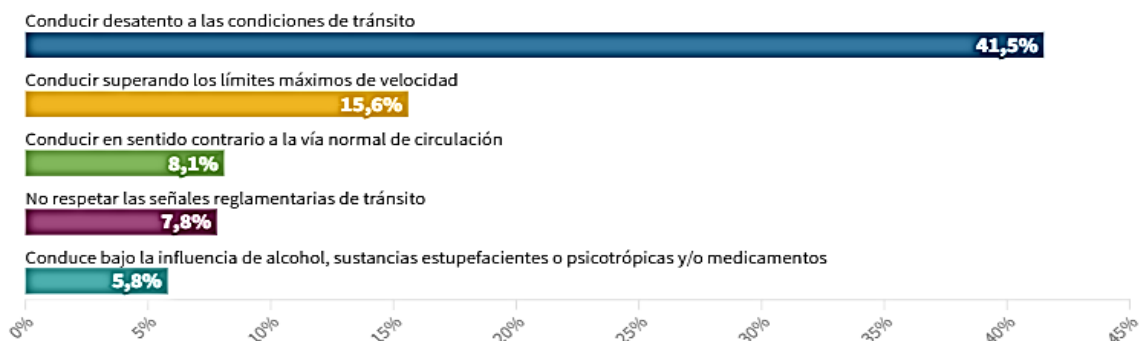 Conducir desatento a las condiciones de tránsito
41,5%
Conducir superando los límites máximos de velocidad
15,6%
Conducir en sentido contrario a la vía normal de circulación
8,1%
No respetar las señales reglamentarias de tránsito
7,8%
Conduce bajo la influencia de alcohol, sustancias estupefacientes o psicotrópicas y/o medicamentos
5,8%
0% 5% 10% 15% 20% 25% 30% 35% 40% 45%